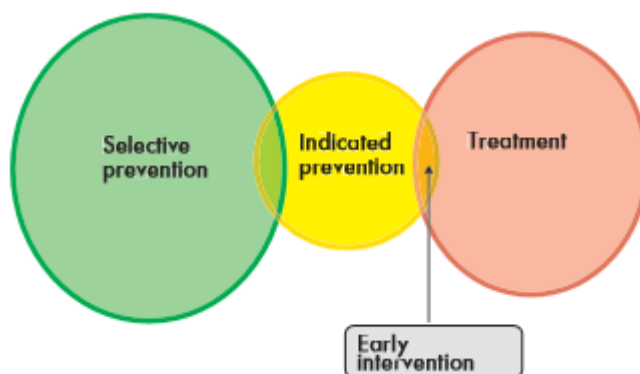 Selective
prevention
Indicated
prevention
Treatment
Early
intervention